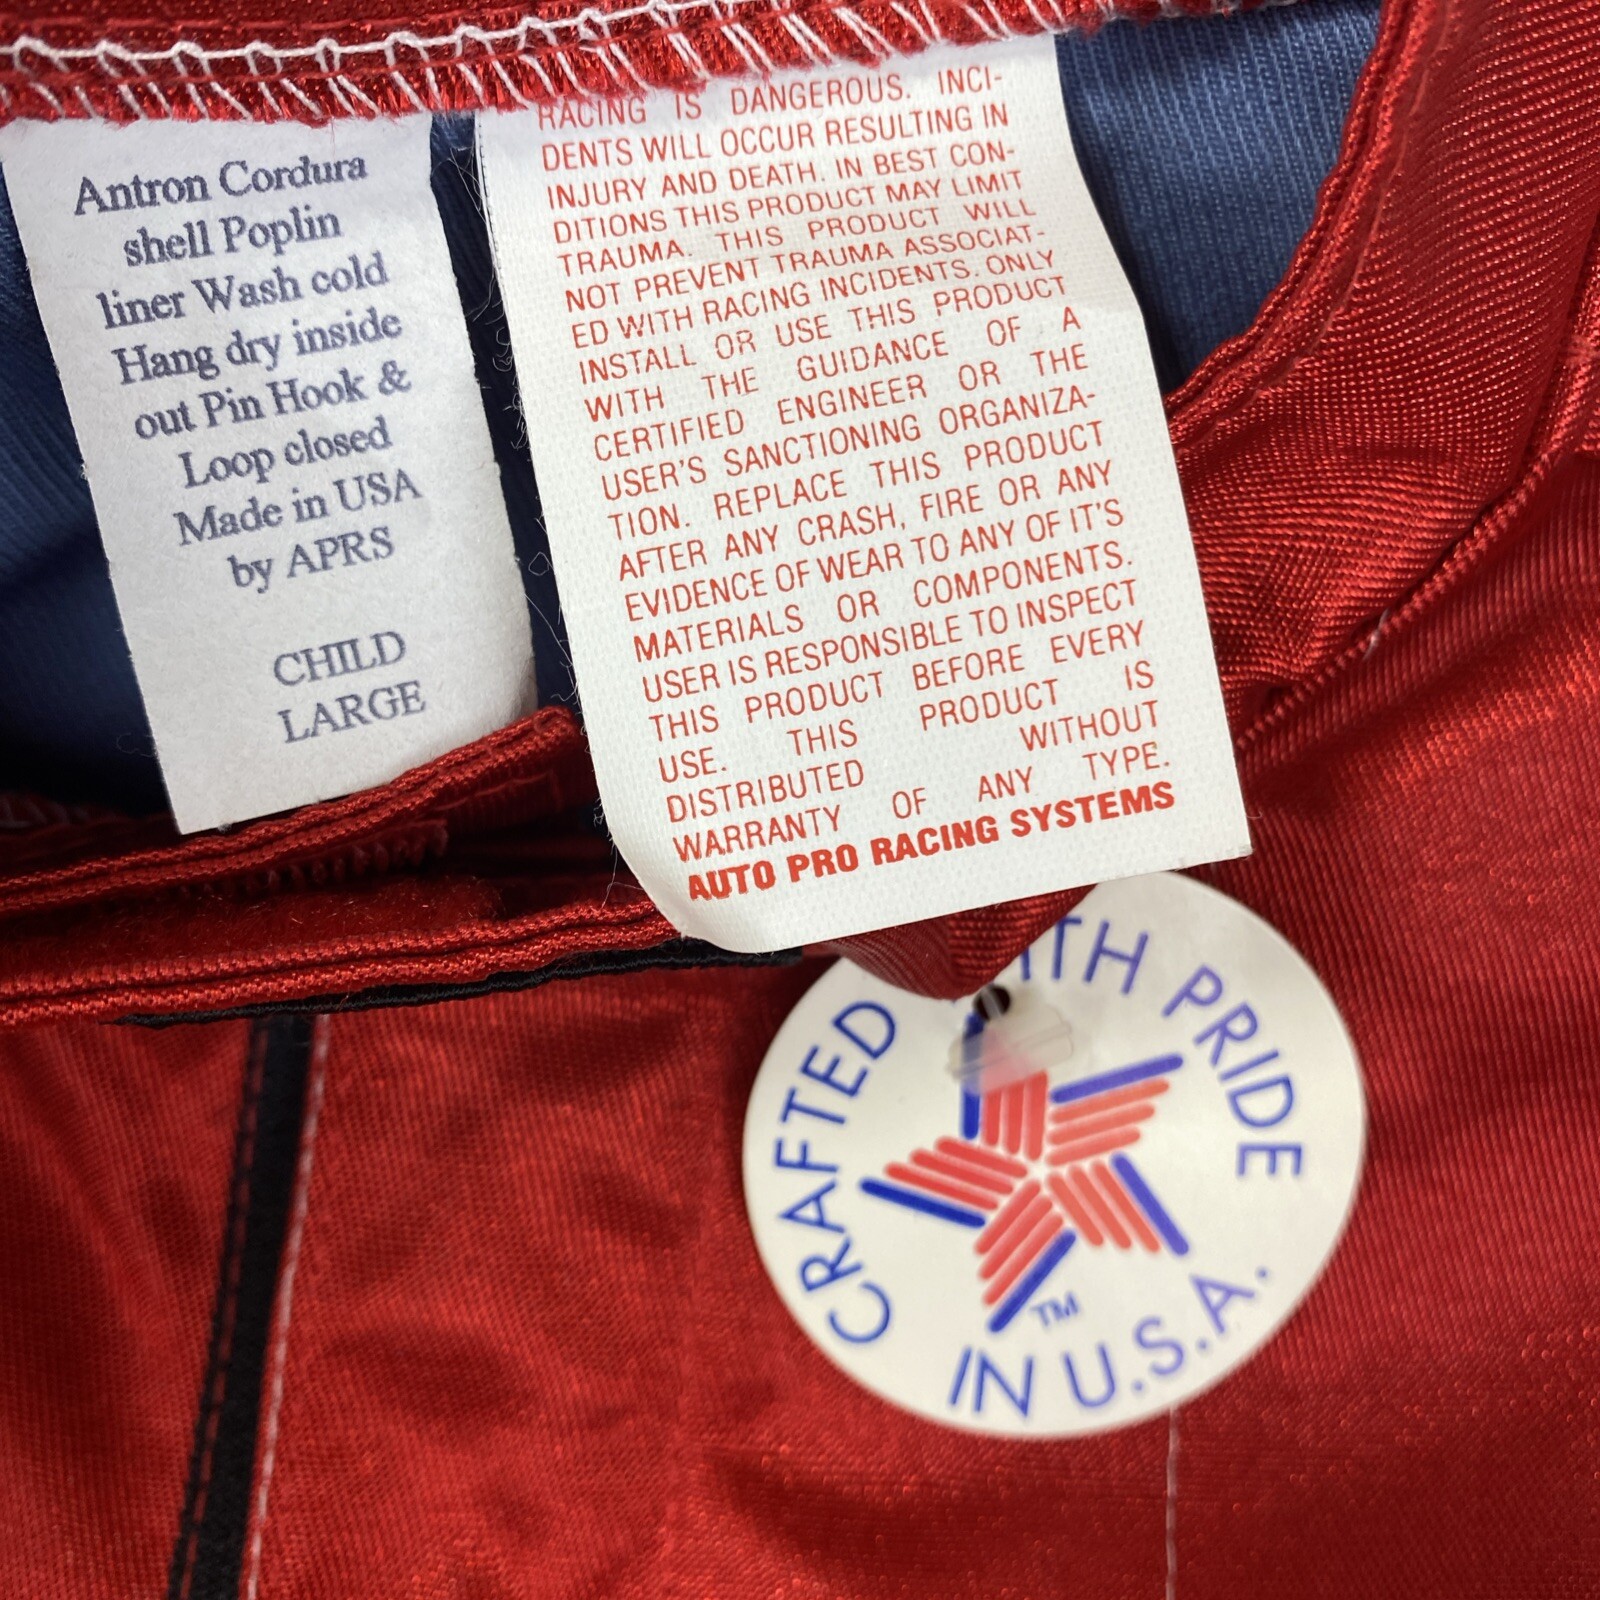 Antron Cordura
shell Poplin
liner Wash cold
Hang dry inside
out Pin Hook &
Loop closed
Made in USA
by APRS
CHILD
LARGE
RACING IS DANGEROUS. INCI-
DENTS WILL OCCUR RESULTING IN
INJURY AND DEATH. IN BEST CON-
DITIONS THIS PRODUCT MAY LIMIT
TRAUMA. THIS PRODUCT WILL
NOT PREVENT TRAUMA ASSOCIAT-
ED WITH RACING INCIDENTS. ONLY
INSTALL OR USE THIS PRODUCT
WITH THE GUIDANCE OF A
CERTIFIED ENGINEER OR THE
USER'S SANCTIONING ORGANIZA-
TION. REPLACE THIS PRODUCT
AFTER ANY CRASH, FIRE OR ANY
EVIDENCE OF WEAR TO ANY OF IT'S
MATERIALS OR COMPONENTS.
USER IS RESPONSIBLE TO INSPECT
THIS PRODUCT BEFORE EVERY
USE. THIS PRODUCT IS
DISTRIBUTED WITHOUT
WARRANTY OF ANY TYPE.
AUTO PRO RACING SYSTEMS
CRAFTED WITH PRIDE
IN U.S.A.
TM